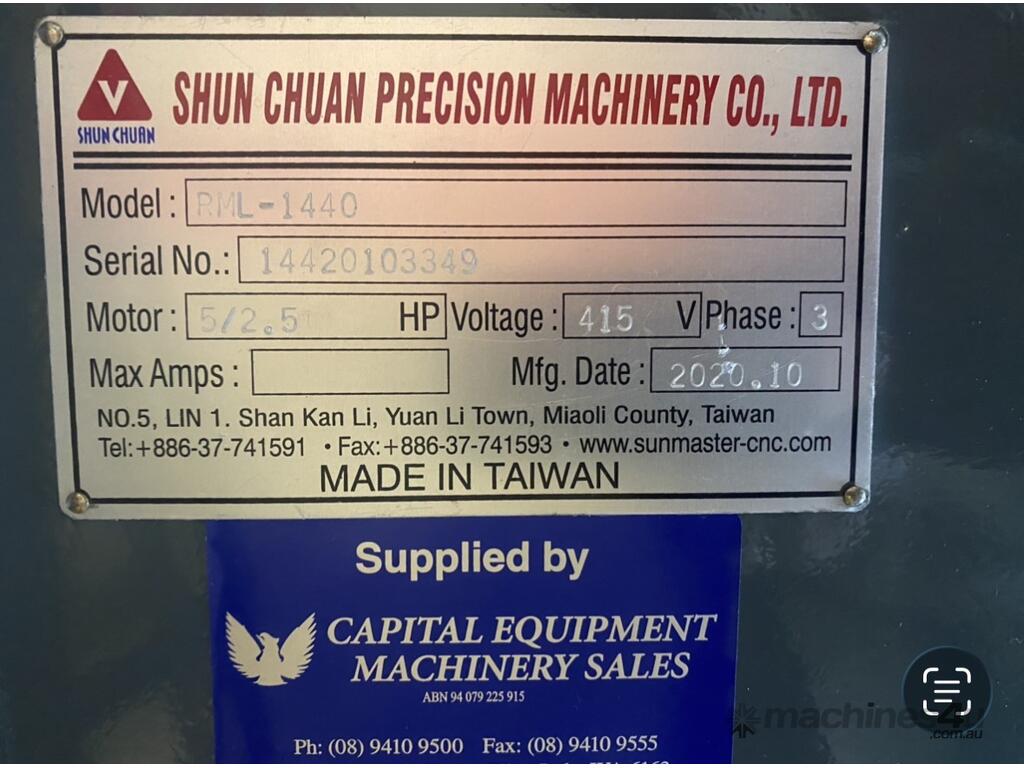 V
SHUN CHUAN
SHUN CHUAN PRECISION MACHINERY CO., LTD.
Model : RML-1440
Serial No.: 14420103349
Motor : 5/2.5 HP Voltage : 415 V Phase : 3
Max Amps : Mfg. Date : 2020.10
NO.5, LIN 1. Shan Kan Li, Yuan Li Town, Miaoli County, Taiwan
Tel:+886-37-741591 • Fax:+886-37-741593 • www.sunmaster-cnc.com
MADE IN TAIWAN
Supplied by
CAPITAL EQUIPMENT
MACHINERY SALES
ABN 94 079 225 915
machines4u
.com.au
Ph: (08) 9410 9500 Fax: (08) 9410 9555